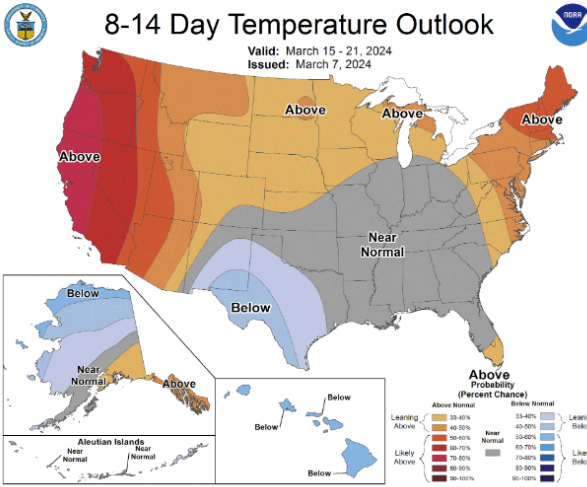 8-14 Day Temperature Outlook
Valid: March 15 - 21, 2024
Issued: March 7, 2024
NOAA
Above
Above
Above
Above
Near
Normal
Below
Above
Below
Near
Normal
Above
Aleutian Islands
Near
Normal
Near
Normal
Below
Below
Below
Probability
(Percent Chance)
Above Normal
Below Normal
Leaning
Above
33-40%
40-50%
Likely
Above
50-60%
60-70%
70-80%
80-90%
90-100%
Near
Normal
33-40%
40-50%
50-60%
60-70%
70-80%
80-90%
90-100%